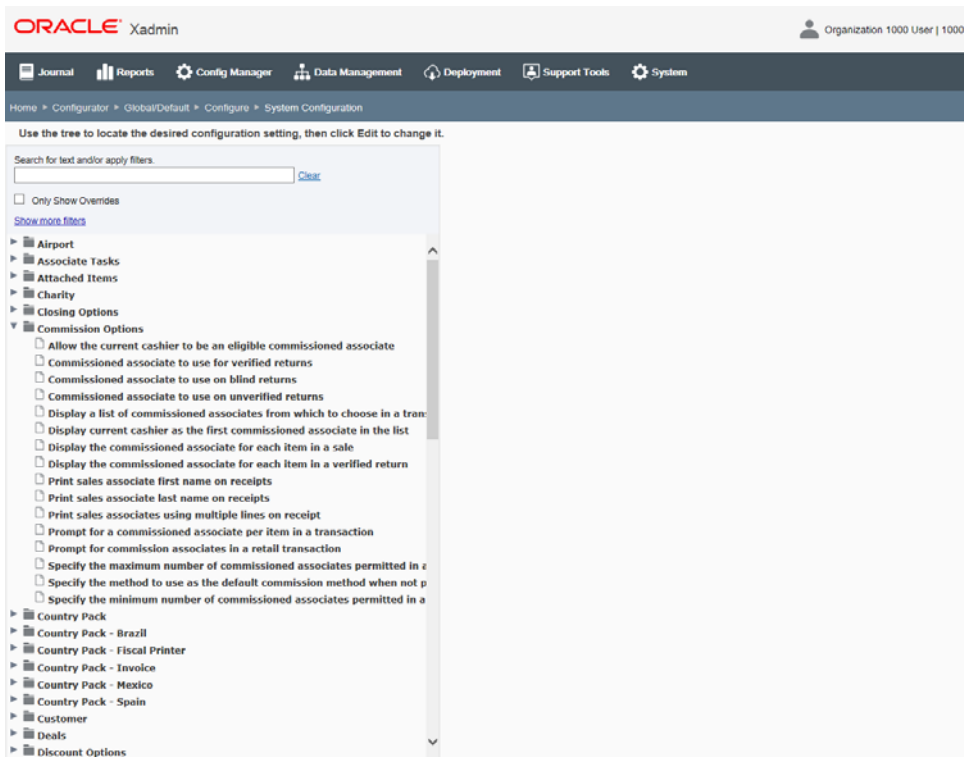 ORACLE Xadmin
Organization 1000 User | 1000
Journal Reports Config Manager Data Management Deployment Support Tools System
Home Configurator Global/Default Configure System Configuration
Use the tree to locate the desired configuration setting, then click Edit to change it.
Search for text and/or apply filters.
Clear
Only Show Overrides
Show more filters
Airport
Associate Tasks
Attached Items
Charity
Closing Options
Commission Options
Allow the current cashier to be an eligible commissioned associate
Commissioned associate to use for verified returns
Commissioned associate to use on blind returns
Commissioned associate to use on unverified returns
Display a list of commissioned associates from which to choose in a tran
Display current cashier as the first commissioned associate in the list
Display the commissioned associate for each item in a sale
Display the commissioned associate for each item in a verified return
Print sales associate first name on receipts
Print sales associate last name on receipts
Print sales associates using multiple lines on receipt
Prompt for a commissioned associate per item in a transaction
Prompt for commission associates in a retail transaction
Specify the maximum number of commissioned associates permitted in a
Specify the method to use as the default commission method when not p
Specify the minimum number of commissioned associates permitted in a
Country Pack
Country Pack - Brazil
Country Pack - Fiscal Printer
Country Pack - Invoice
Country Pack - Mexico
Country Pack - Spain
Customer
Deals
Discount Options